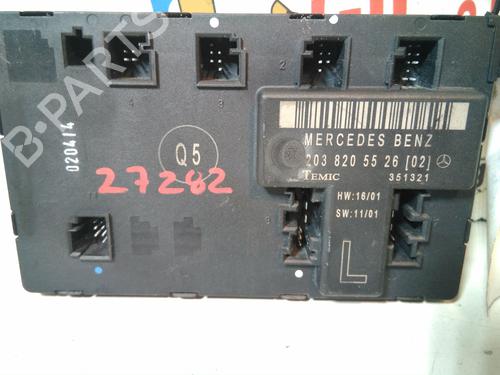 2
4
3
MERCEDES BENZ
203 820 55 26 [02]
TEMIC 351321
HW:16/01
SW:11/01
L
020414
Q5
27282
B-PARTS